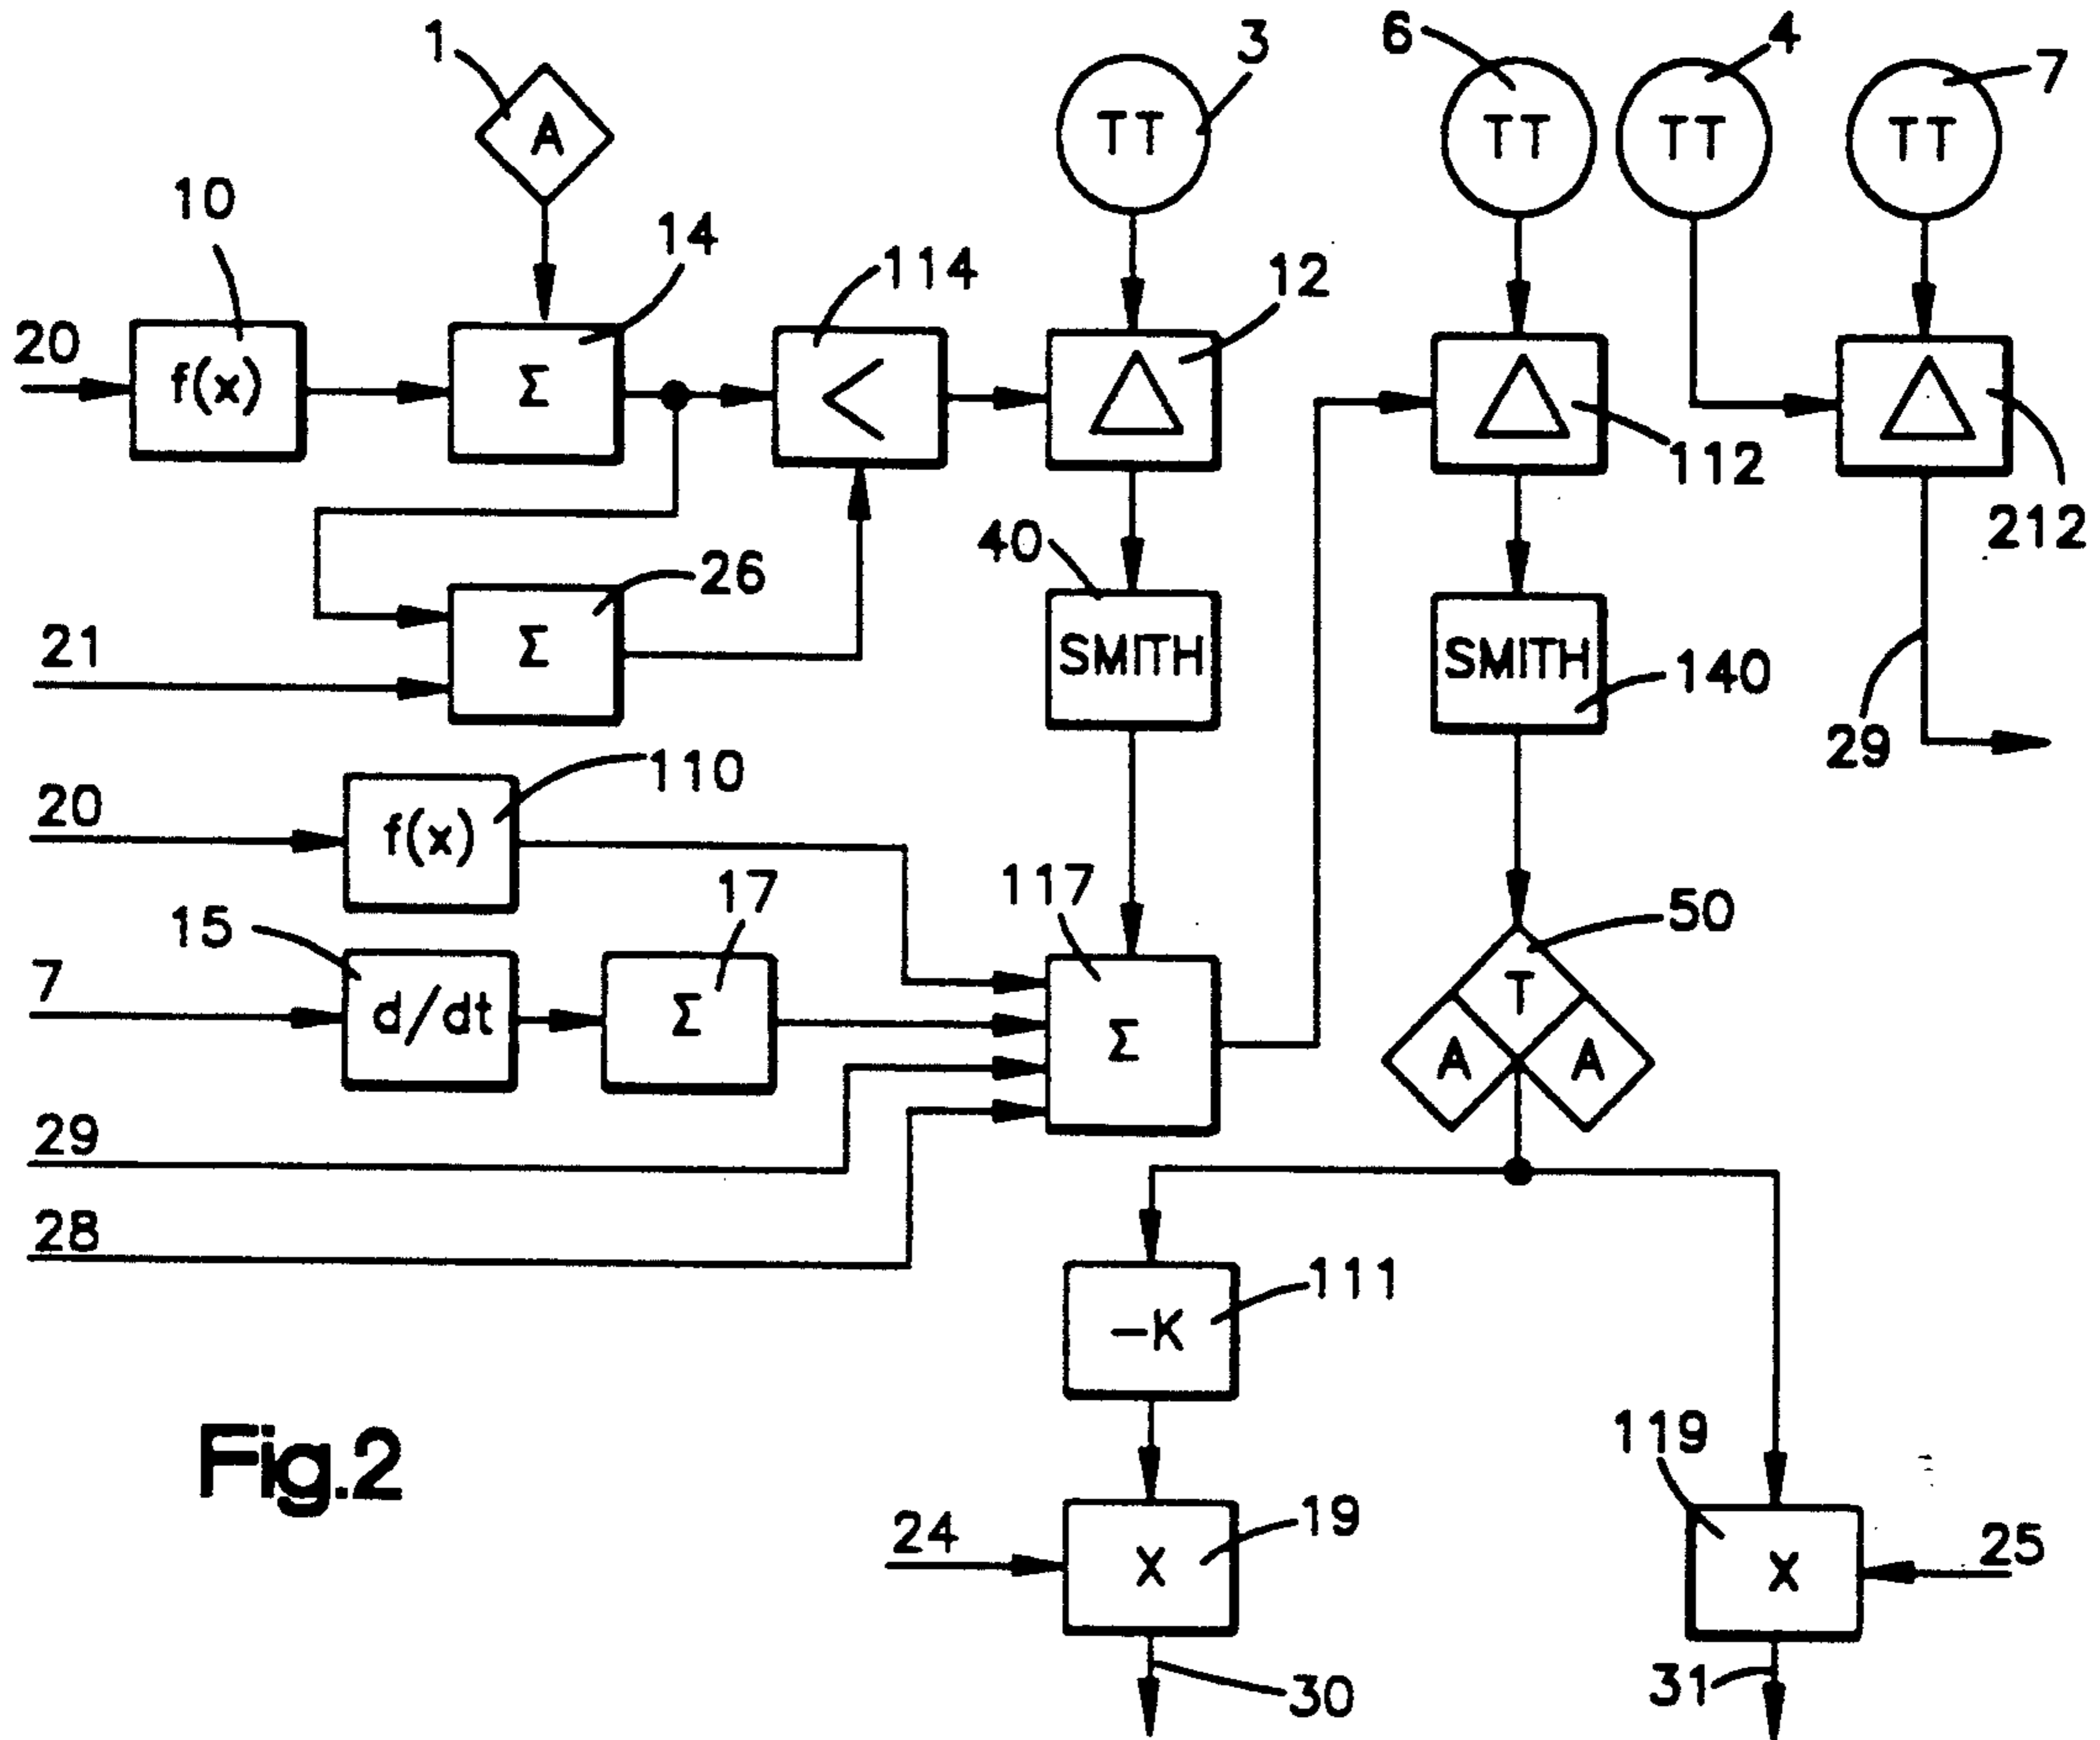 1
3
6
4
7
A
TT
TT
TT
TT
10
14
114
12
20
f(x)
Σ
<
△
△
△
112
212
40
26
21
Σ
SMITH
SMITH
140
29
110
20
f(x)
117
17
50
15
7
d/dt
Σ
Σ
T
A
A
29
28
111
-K
119
Fig.2
24
19
X
X
25
30
31